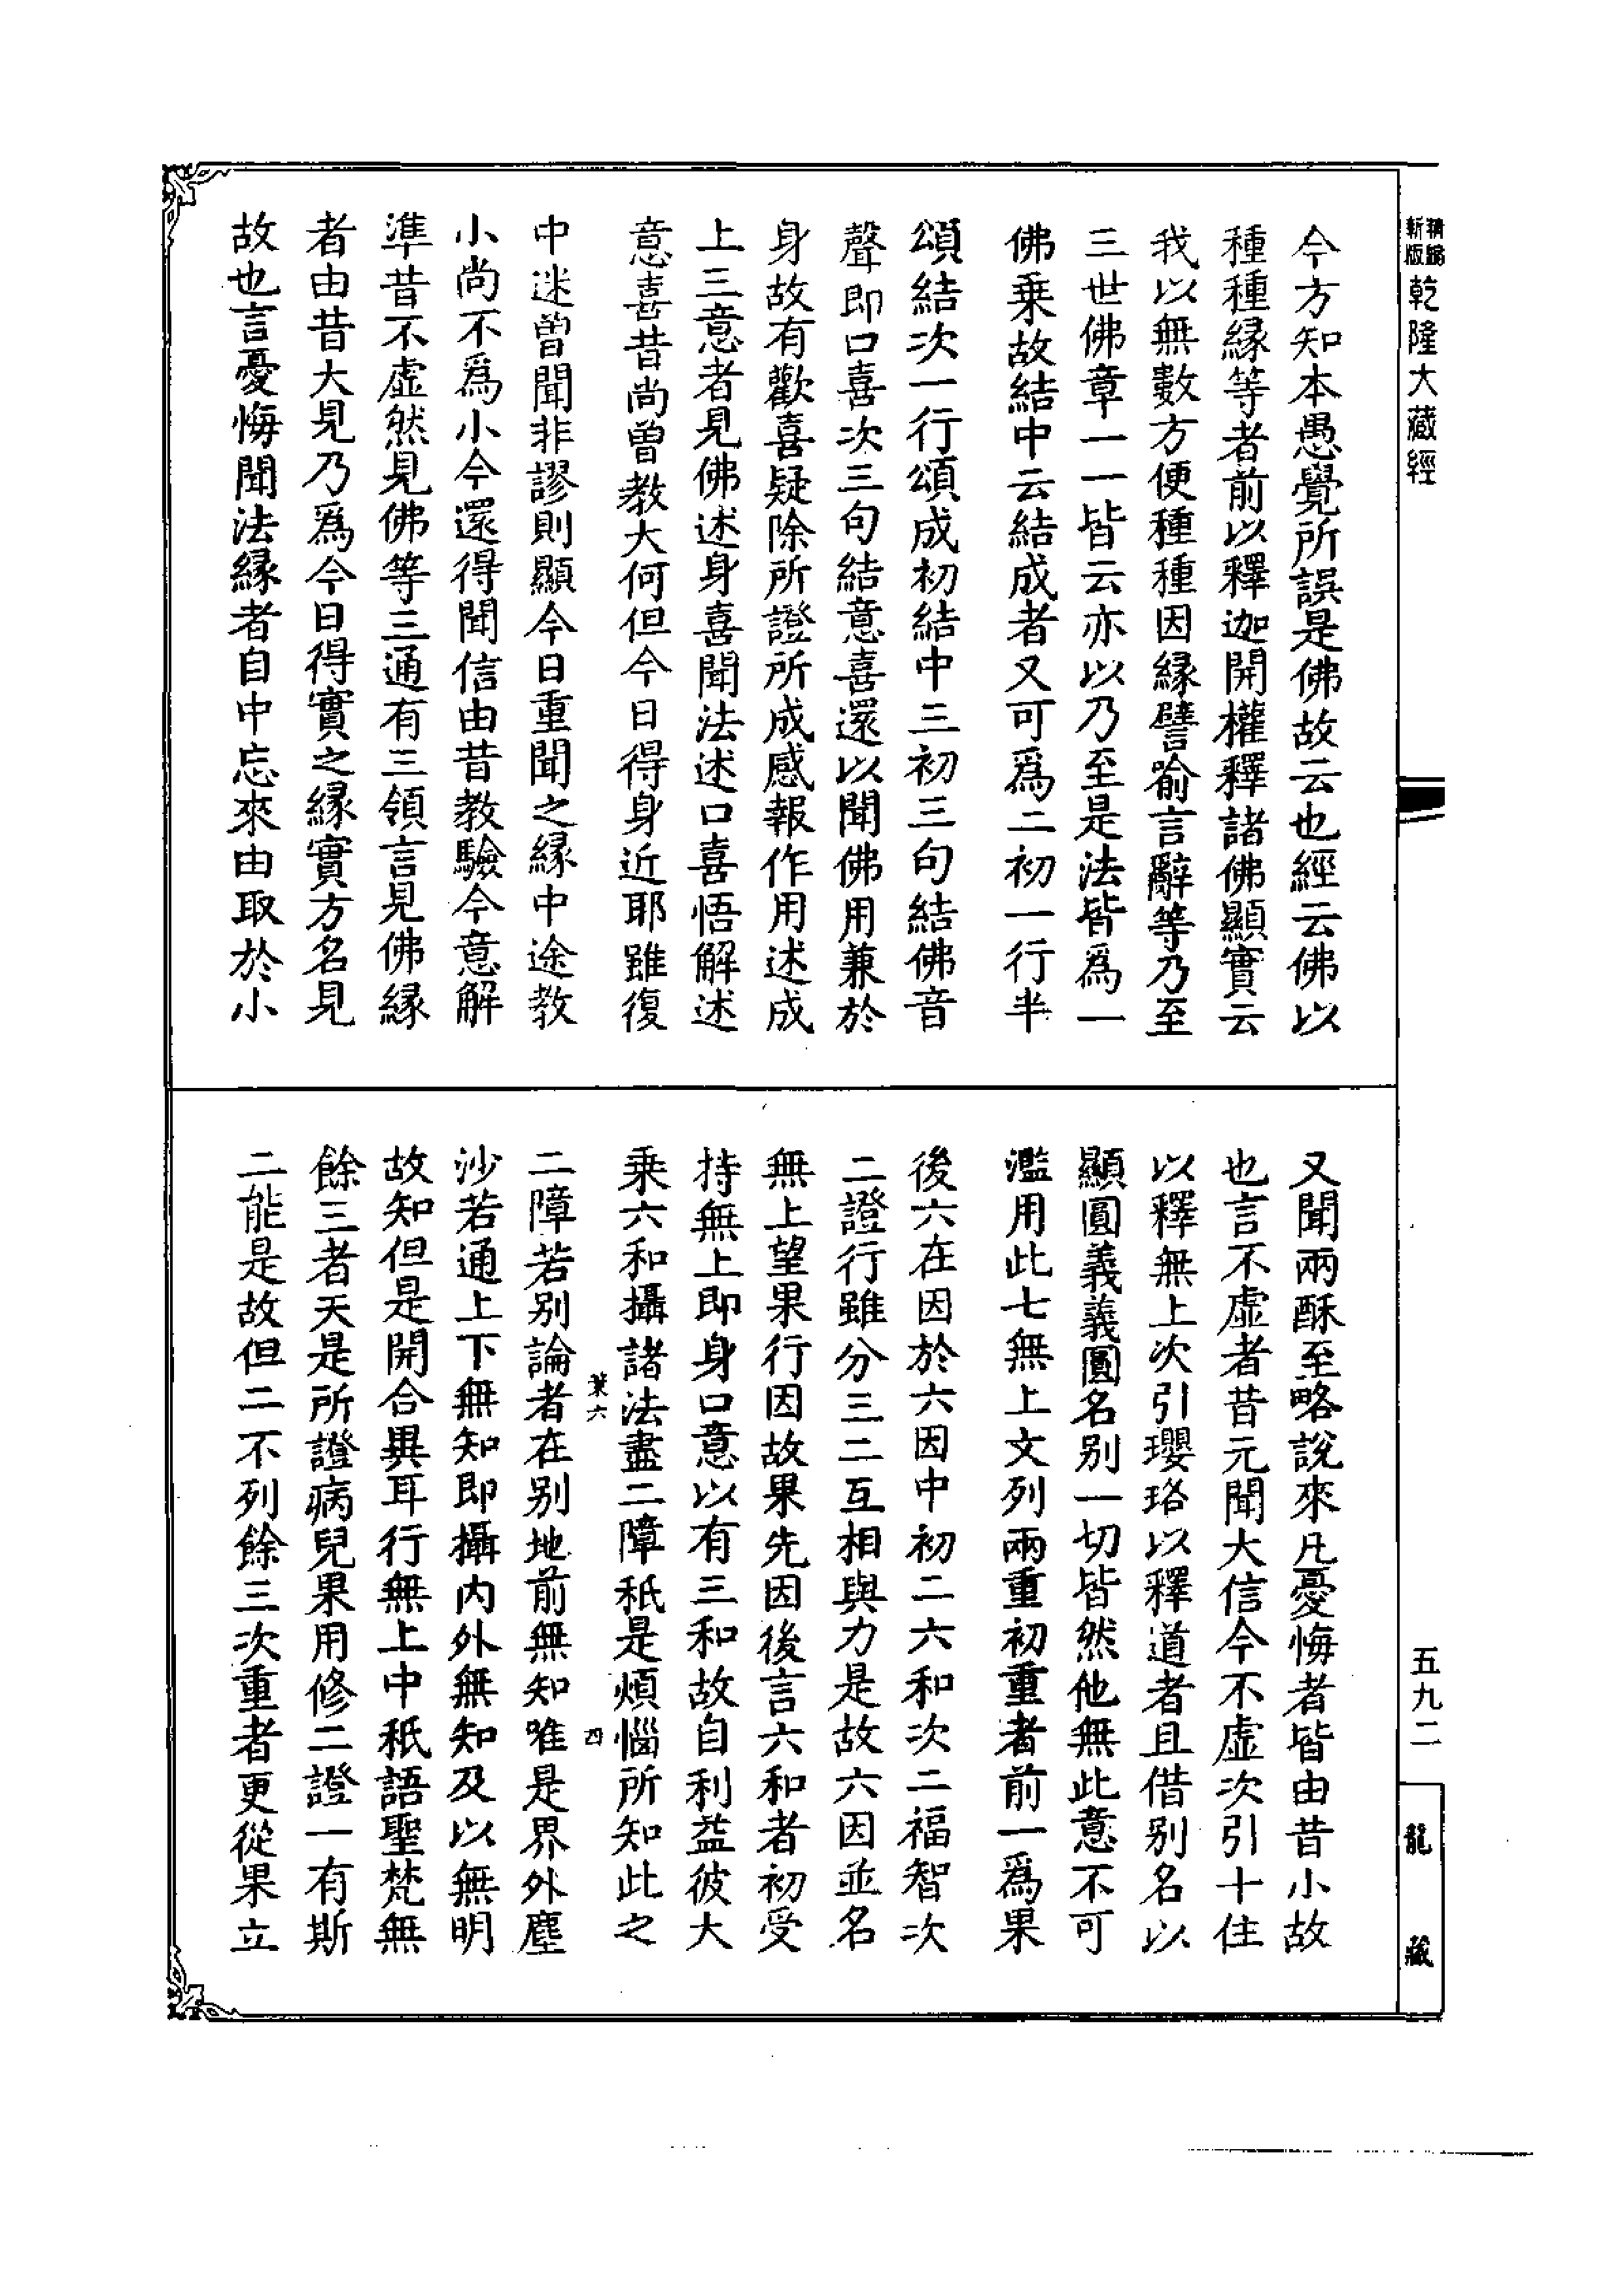 今方知本愚覺所誤是佛故云也經云佛以
種種緣等者前以釋迦開權釋諸佛顯實云
我以無數方便種種因緣譬喻言辭等乃至
三世佛章一一皆云亦以乃至是法皆爲一
佛乗故結中云結成者又可爲二初一行半
頌結次一行頌成初結中三初三句結佛音
聲即口喜次三句結意喜還以聞佛用兼於
身故有歡喜疑除所證所成感報作用述成
上三意者見佛述身喜聞法述口喜悟解述
意喜昔尚曾教大何但今日得身近耶雖復
中迷曾聞非謬則顯今日重聞之緣中途教
小尚不爲小今還得聞信由昔教驗今意解
準昔不虛然見佛等三通有三領言見佛緣
者由昔大見乃爲今日得實之緣實方名見
故也言憂悔聞法緣者自中忘來由取於小
又聞兩酥至略說來凡憂悔者皆由昔小故
也言不虛者昔元聞大信今不虛次引十住
以釋無上次引瓔珞以釋道者且借别名以
顯圓義義圓名别一切皆然他無此意不可
濫用此七無上文列兩重初重者前一爲果
後六在因於六因中初二六和次二福智次
二證行雖分三二互相與力是故六因並名
無上望果行因故果先因後言六和者初受
持無上即身口意以有三和故自利益彼大
乗六和攝諸法盡二障秖是煩惱所知此之
二障若别論者在别地前無知唯是界外塵
沙若通上下無知即攝内外無知及以無明
故知但是開合異耳行無上中秖語聖梵無
餘三者天是所證病兒果用修二證一有斯
二能是故但二不列餘三次重者更從果立
葉六
四
精編
新版
乾隆大藏經
五九二
龍藏